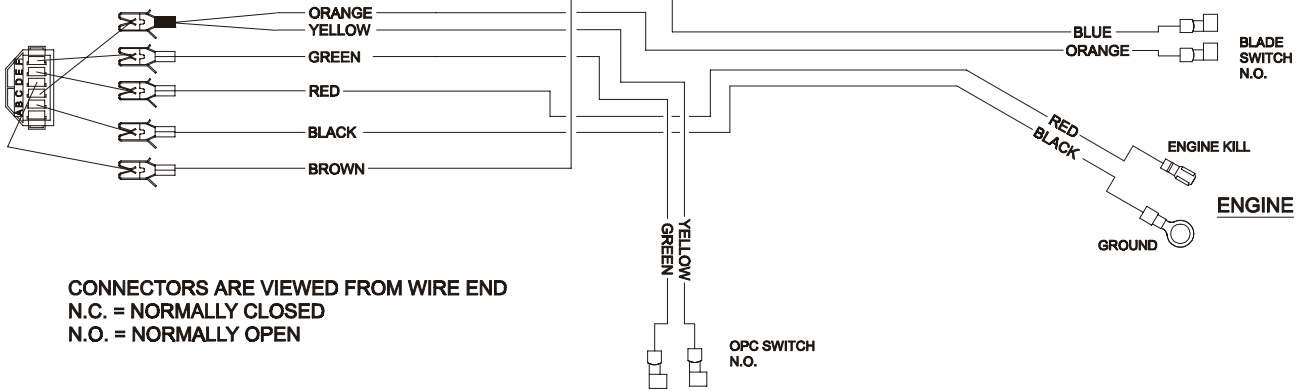 ORANGE
YELLOW
GREEN
RED
BLACK
BROWN
BLUE
ORANGE
BLADE
SWITCH
N.O.
A B C D E F
RED
BLACK
ENGINE KILL
ENGINE
GROUND
YELLOW
GREEN
CONNECTORS ARE VIEWED FROM WIRE END
N.C. = NORMALLY CLOSED
N.O. = NORMALLY OPEN
OPC SWITCH
N.O.